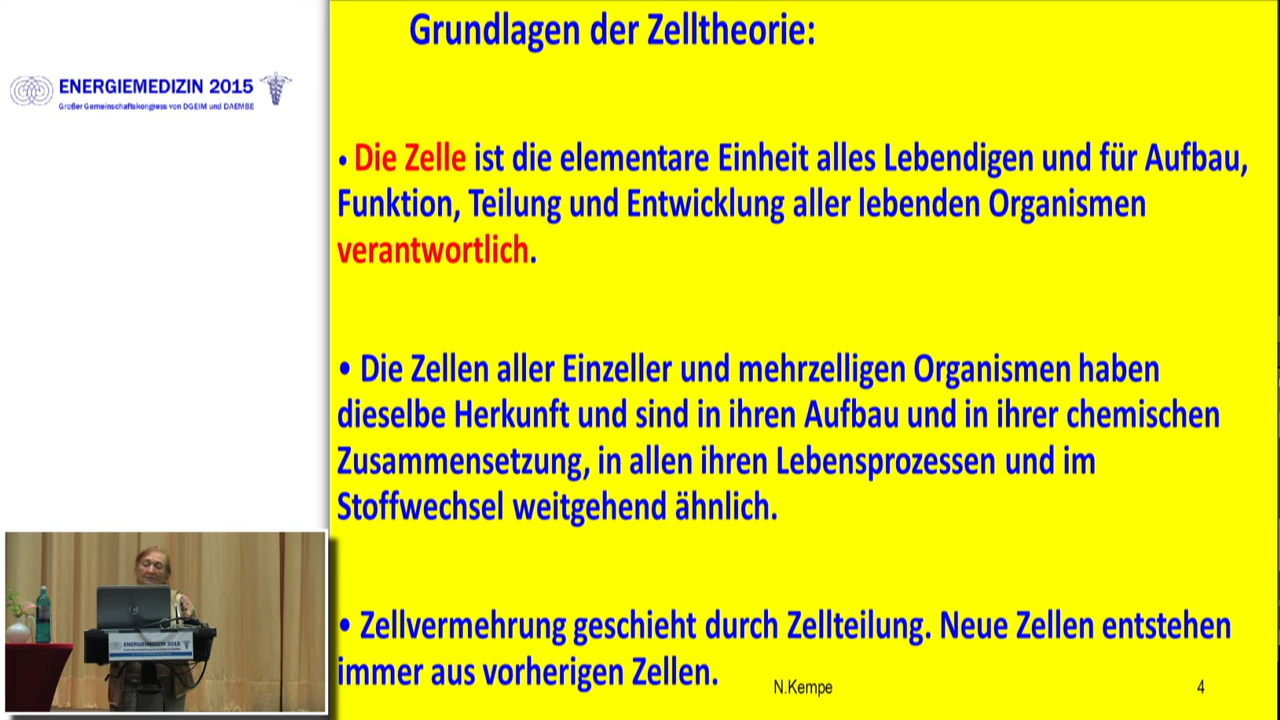 Grundlagen der Zelltheorie:
ENERGIEMEDIZIN 2015
Großer Gemeinschaftskongress von DGEIM und DAEMBE
• Die Zelle ist die elementare Einheit alles Lebendigen und für Aufbau,
Funktion, Teilung und Entwicklung aller lebenden Organismen
verantwortlich.
• Die Zellen aller Einzeller und mehrzelligen Organismen haben
dieselbe Herkunft und sind in ihren Aufbau und in ihrer chemischen
Zusammensetzung, in allen ihren Lebensprozessen und im
Stoffwechsel weitgehend ähnlich.
• Zellvermehrung geschieht durch Zellteilung. Neue Zellen entstehen
immer aus vorherigen Zellen.
N.Kempe
4
ENERGIEMEDIZIN 2015